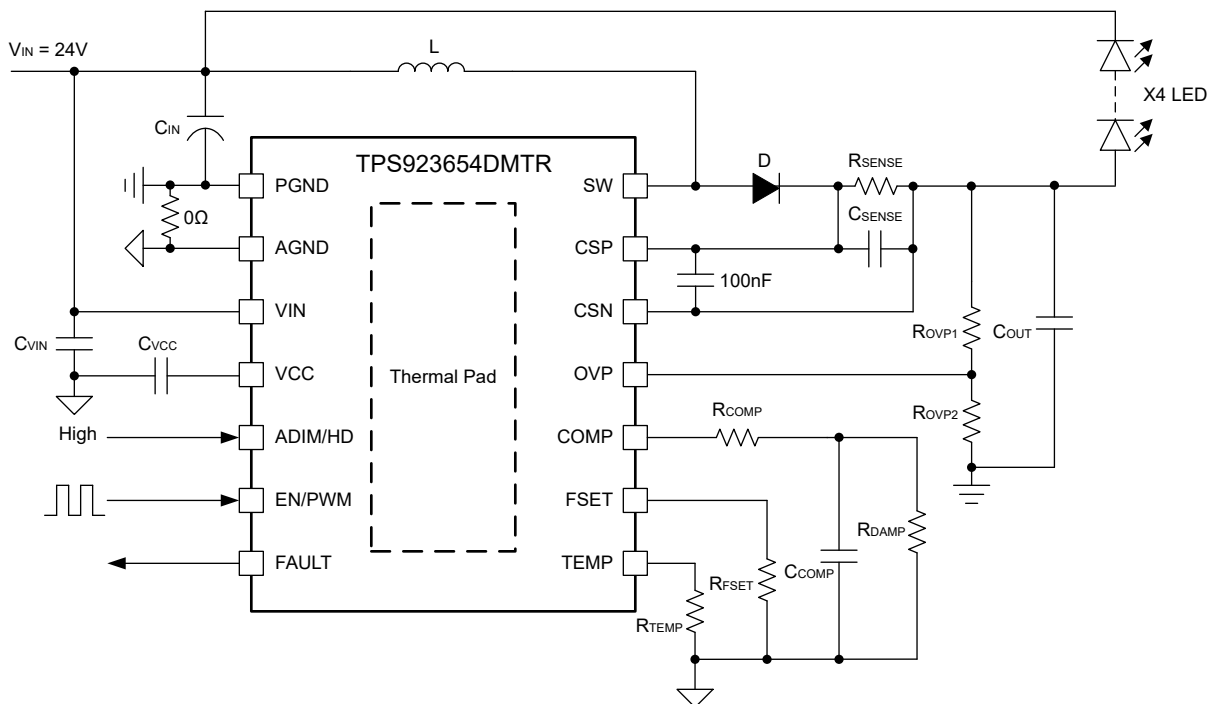 VIN = 24V
L
X4 LED
CIN
TPS923654DMTR
D
RSENSE
PGND
SW
0Ω
CSENSE
AGND
CSP
100nF
VIN
CSN
CVIN
CVCC
ROVP1
COUT
VCC
Thermal Pad
OVP
ROVP2
RCOMP
High
ADIM/HD
COMP
EN/PWM
FSET
RDAMP
FAULT
TEMP
RFSET
CCOMP
RTEMP